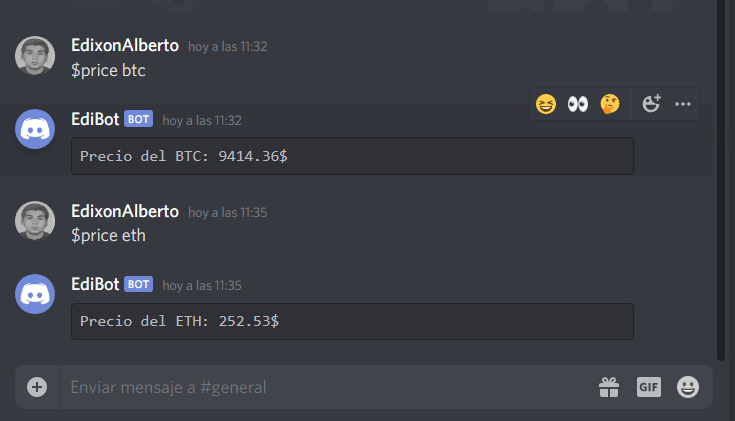 EdixonAlberto hoy a las 11:32
$price btc
EdiBot BOT hoy a las 11:32
Precio del BTC: 9414.36$
EdixonAlberto hoy a las 11:35
$price eth
EdiBot BOT hoy a las 11:35
Precio del ETH: 252.53$
Enviar mensaje a #general GIF